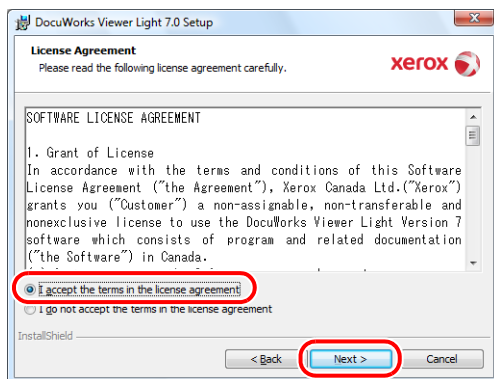 DocuWorks Viewer Light 7.0 Setup
License Agreement
Please read the following license agreement carefully.
xerox
SOFTWARE LICENSE AGREEMENT
1. Grant of License
In accordance with the terms and conditions of this Software
License Agreement ("the Agreement"), Xerox Canada Ltd.("Xerox")
grants you ("Customer") a non-assignable, non-transferable and
nonexclusive license to use the DocuWorks Viewer Light Version 7
software which consists of program and related documentation
("the Software") in Canada.
I accept the terms in the license agreement
I do not accept the terms in the license agreement
InstallShield
< Back
Next >
Cancel